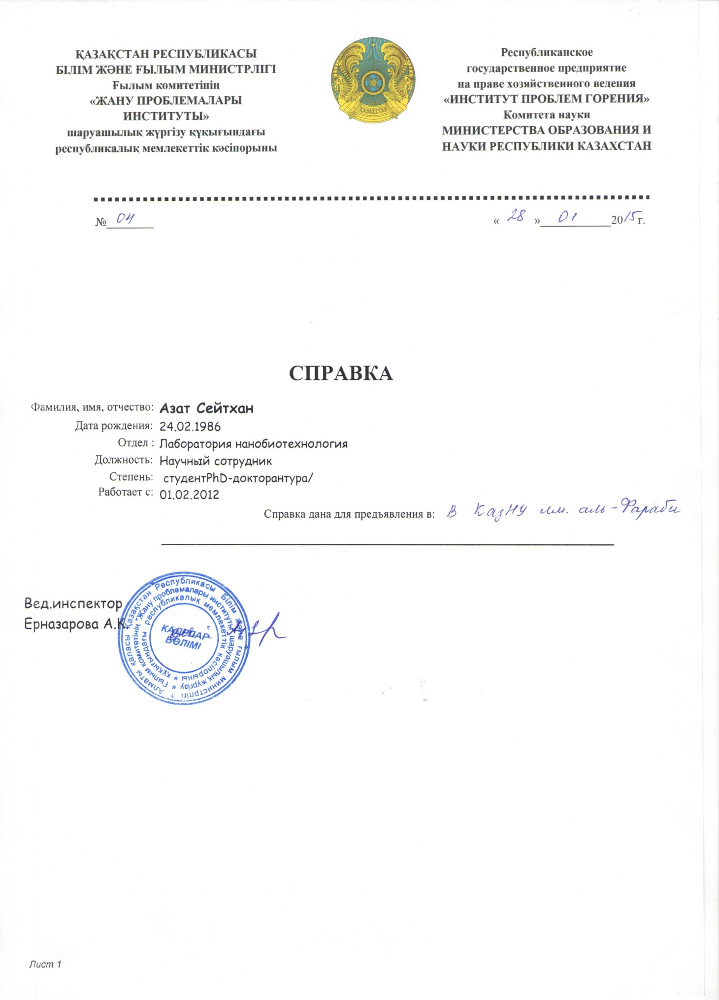 ҚАЗАҚСТАН РЕСПУБЛИКАСЫ
БІЛІМ ЖӘНЕ ҒЫЛЫМ МИНИСТРЛІГІ
Ғылым комитетінің
«ЖАНУ ПРОБЛЕМАЛАРЫ
ИНСТИТУТЫ»
шаруашылық жүргізу құқығындағы
республикалық мемлекеттік кәсіпорыны
ҚАЗАҚСТАН
Республиканское
государственное предприятие
на праве хозяйственного ведения
«ИНСТИТУТ ПРОБЛЕМ ГОРЕНИЯ»
Комитета науки
МИНИСТЕРСТВА ОБРАЗОВАНИЯ И
НАУКИ РЕСПУБЛИКИ КАЗАХСТАН
№ 04
« 28 » 01 2015 г.
СПРАВКА
Фамилия, имя, отчество: Азат Сейтхан
Дата рождения: 24.02.1986
Отдел : Лаборатория нанобиотехнология
Должность: Научный сотрудник
Степень: студентPhD-докторантура/
Работает с: 01.02.2012
Справка дана для предъявления в: В КазНУ им. аль-Фараби
Вед.инспектор
Ерназарова А.К.
Алматы қаласы Қазақстан Республикасы Білім және ғылым министрлігі *
Ғылым комитетінің "Жану проблемалары институты" шаруашылық жүргізу *
құқығындағы республикалық мемлекеттік кәсіпорыны *
КАДРЛАР
БӨЛІМІ
Лист 1